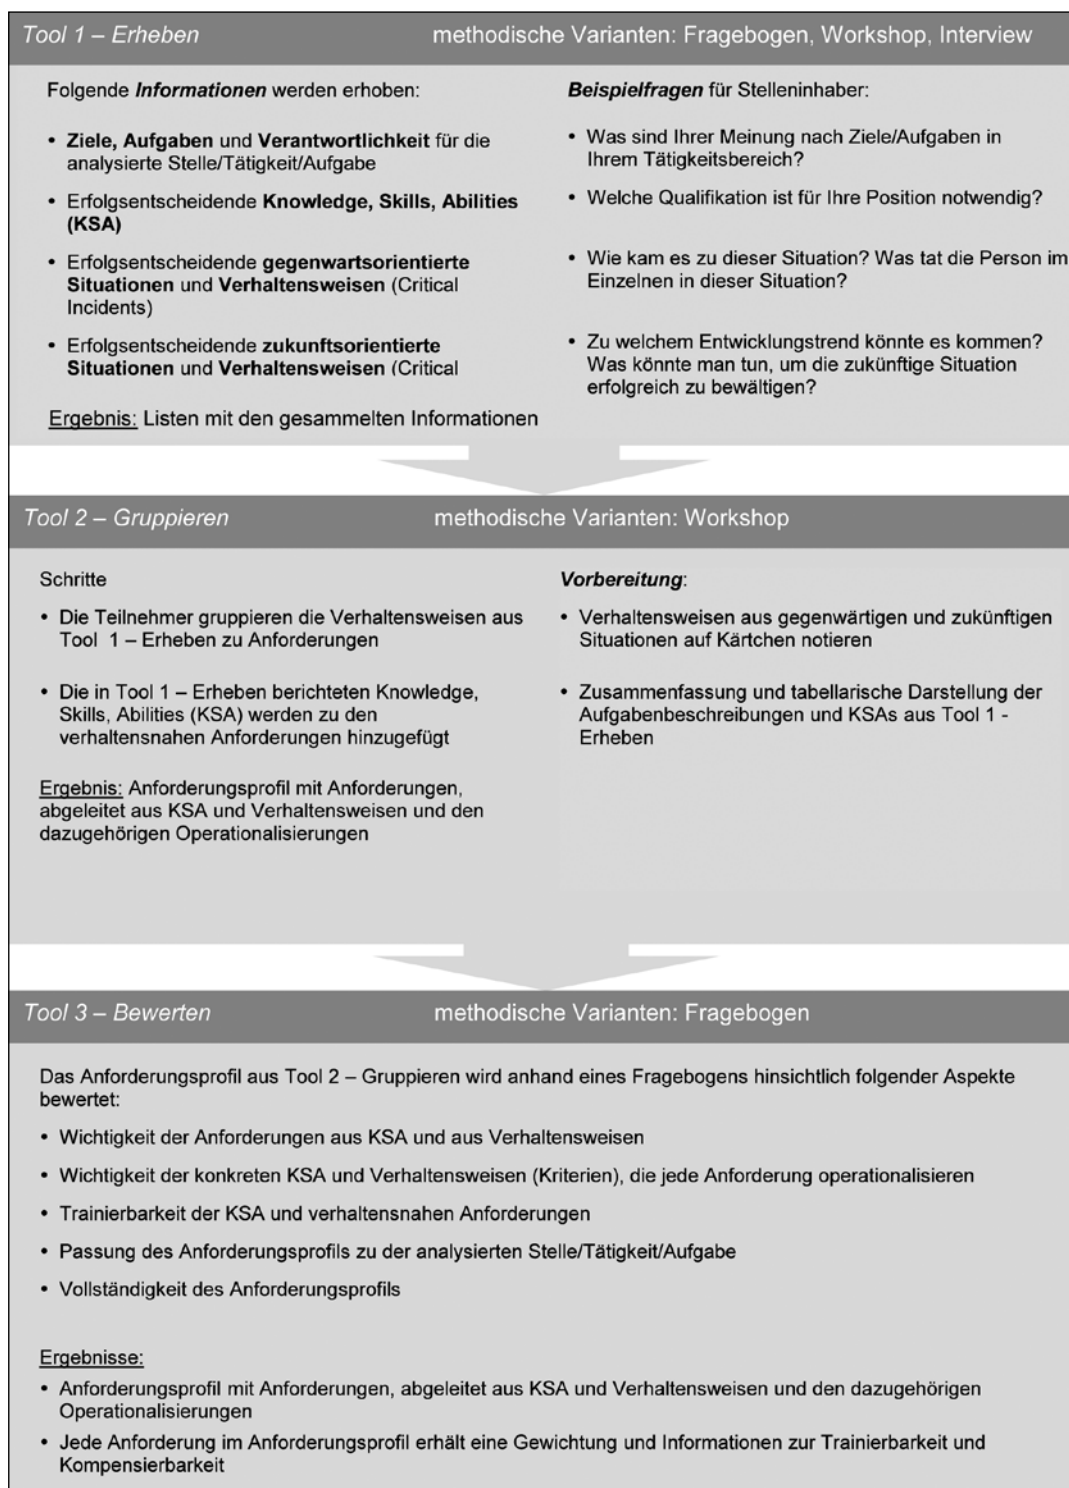 Tool 1 – Erheben methodische Varianten: Fragebogen, Workshop, Interview
Folgende Informationen werden erhoben:
• Ziele, Aufgaben und Verantwortlichkeit für die
analysierte Stelle/Tätigkeit/Aufgabe
• Erfolgsentscheidende Knowledge, Skills, Abilities
(KSA)
• Erfolgsentscheidende gegenwartsorientierte
Situationen und Verhaltensweisen (Critical
Incidents)
• Erfolgsentscheidende zukunftsorientierte
Situationen und Verhaltensweisen (Critical
Ergebnis: Listen mit den gesammelten Informationen
Beispielfragen für Stelleninhaber:
• Was sind Ihrer Meinung nach Ziele/Aufgaben in
Ihrem Tätigkeitsbereich?
• Welche Qualifikation ist für Ihre Position notwendig?
• Wie kam es zu dieser Situation? Was tat die Person im
Einzelnen in dieser Situation?
• Zu welchem Entwicklungstrend könnte es kommen?
Was könnte man tun, um die zukünftige Situation
erfolgreich zu bewältigen?
Tool 2 – Gruppieren methodische Varianten: Workshop
Schritte
• Die Teilnehmer gruppieren die Verhaltensweisen aus
Tool 1 – Erheben zu Anforderungen
• Die in Tool 1 – Erheben berichteten Knowledge,
Skills, Abilities (KSA) werden zu den
verhaltensnahen Anforderungen hinzugefügt
Ergebnis: Anforderungsprofil mit Anforderungen,
abgeleitet aus KSA und Verhaltensweisen und den
dazugehörigen Operationalisierungen
Vorbereitung:
• Verhaltensweisen aus gegenwärtigen und zukünftigen
Situationen auf Kärtchen notieren
• Zusammenfassung und tabellarische Darstellung der
Aufgabenbeschreibungen und KSAs aus Tool 1 -
Erheben
Tool 3 – Bewerten methodische Varianten: Fragebogen
Das Anforderungsprofil aus Tool 2 – Gruppieren wird anhand eines Fragebogens hinsichtlich folgender Aspekte
bewertet:
• Wichtigkeit der Anforderungen aus KSA und aus Verhaltensweisen
• Wichtigkeit der konkreten KSA und Verhaltensweisen (Kriterien), die jede Anforderung operationalisieren
• Trainierbarkeit der KSA und verhaltensnahen Anforderungen
• Passung des Anforderungsprofils zu der analysierten Stelle/Tätigkeit/Aufgabe
• Vollständigkeit des Anforderungsprofils
Ergebnisse:
• Anforderungsprofil mit Anforderungen, abgeleitet aus KSA und Verhaltensweisen und den dazugehörigen
Operationalisierungen
• Jede Anforderung im Anforderungsprofil erhält eine Gewichtung und Informationen zur Trainierbarkeit und
Kompensierbarkeit